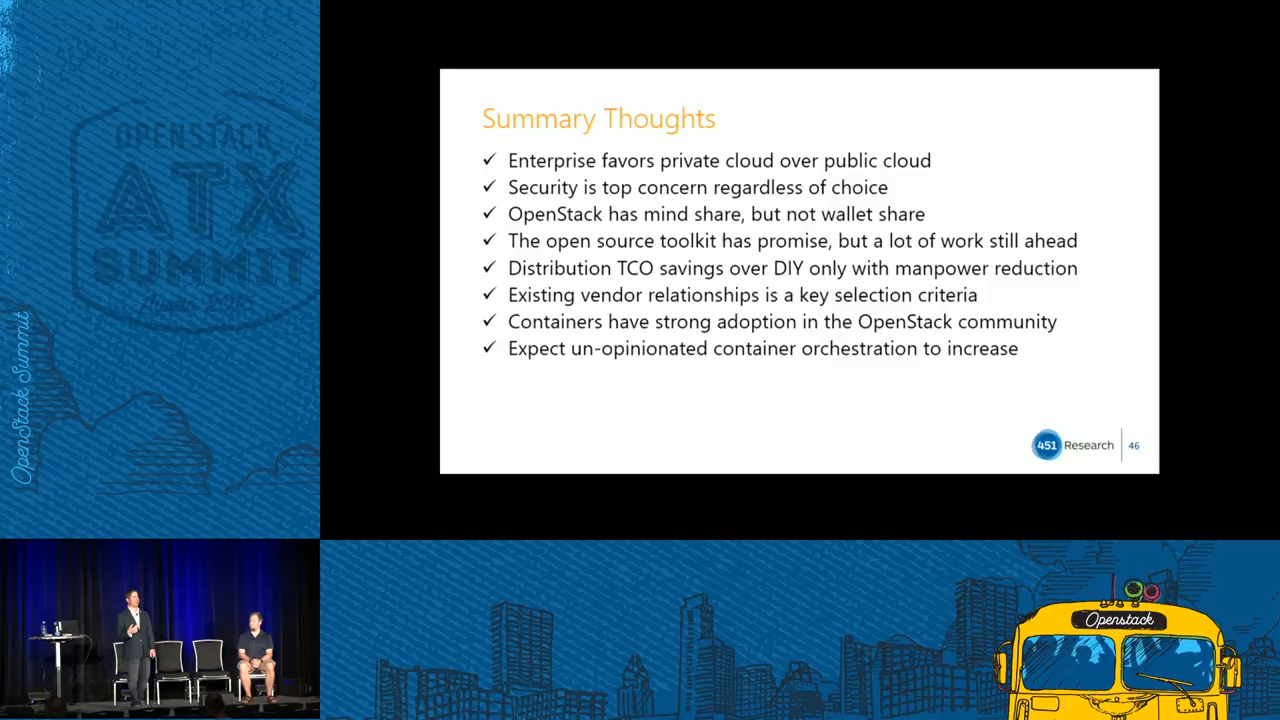 OPENSTACK
ATX
SUMMIT
OpenStack Summit
Summary Thoughts
✓ Enterprise favors private cloud over public cloud
✓ Security is top concern regardless of choice
✓ OpenStack has mind share, but not wallet share
✓ The open source toolkit has promise, but a lot of work still ahead
✓ Distribution TCO savings over DIY only with manpower reduction
✓ Existing vendor relationships is a key selection criteria
✓ Containers have strong adoption in the OpenStack community
✓ Expect un-opinionated container orchestration to increase
451 Research 46
Openstack